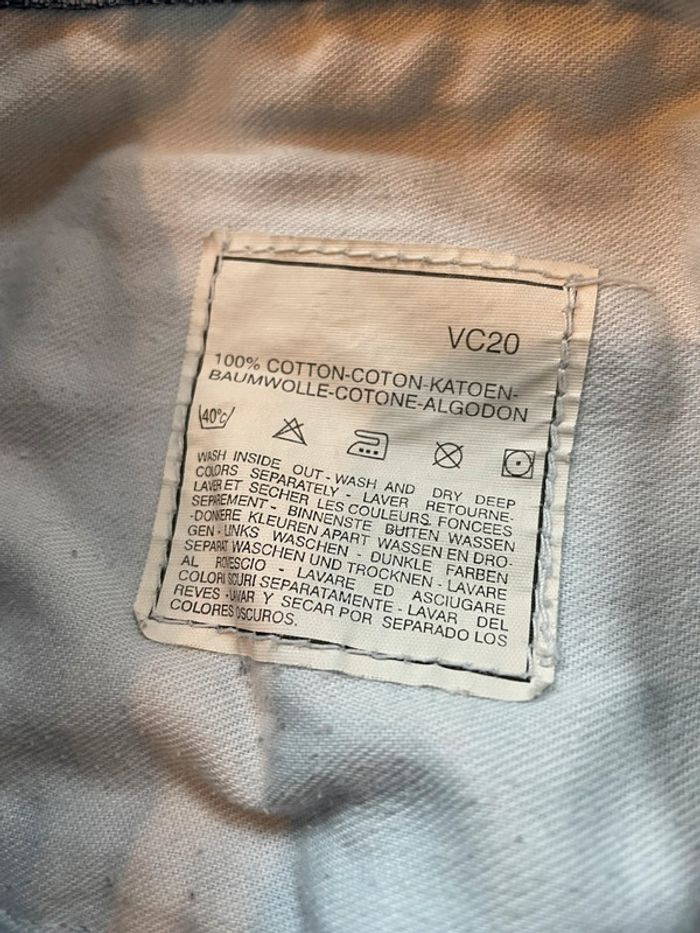 VC20
100% COTTON-COTON-KATOEN-
BAUMWOLLE-COTONE-ALGODON
40°c
WASH INSIDE OUT - WASH AND DRY DEEP
COLORS SEPARATELY - LAVER RETOURNE-
LAVER ET SECHER LES COULEURS FONCEES
SEPAREMENT - BINNENSTE BUITEN WASSEN
-DONKERE KLEUREN APART WASSEN EN DRO-
GEN - LINKS WASCHEN - DUNKLE FARBEN
SEPARAT WASCHEN UND TROCKNEN - LAVARE
AL ROVESCIO - LAVARE ED ASCIUGARE
COLORI SCURI SEPARATAMENTE - LAVAR DEL
REVES - LAVAR Y SECAR POR SEPARADO LOS
COLORES OSCUROS.